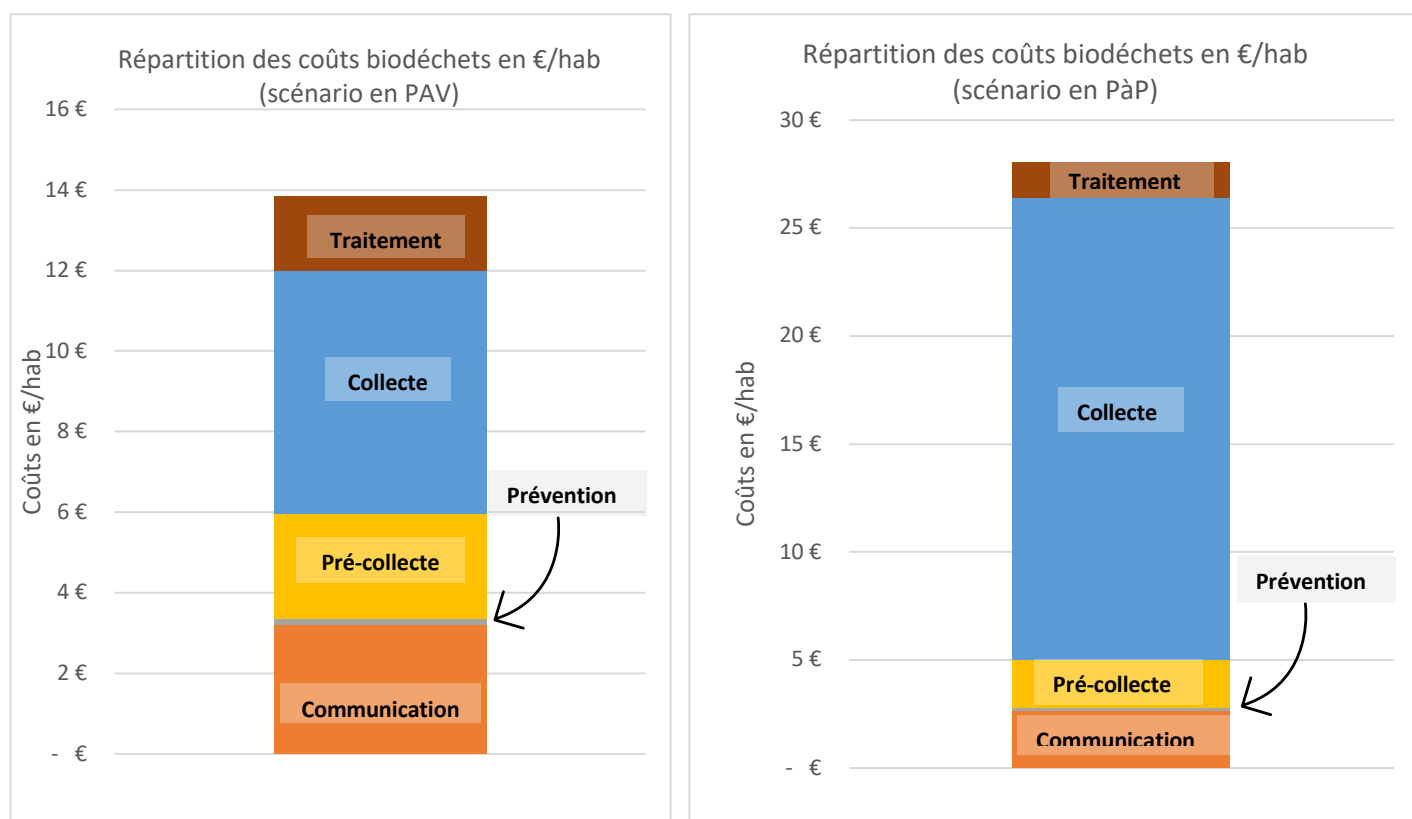 Répartition des coûts biodéchets en €/hab
(scénario en PAV)
16 €
14 €
12 €
10 €
8 €
6 €
4 €
2 €
- €
Coûts en €/hab
Traitement
Collecte
Prévention
Pré-collecte
Communication
Répartition des coûts biodéchets en €/hab
(scénario en PàP)
30 €
25 €
20 €
15 €
10 €
5 €
- €
Coûts en €/hab
Traitement
Collecte
Prévention
Pré-collecte
Communication